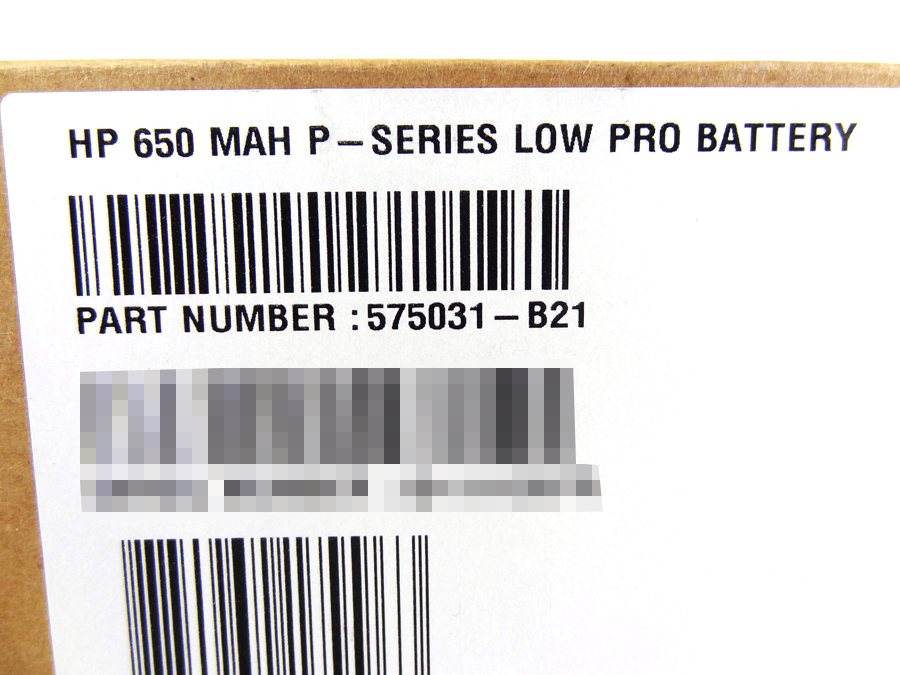 HP 650 MAH P-SERIES LOW PRO BATTERY
PART NUMBER :575031-B21